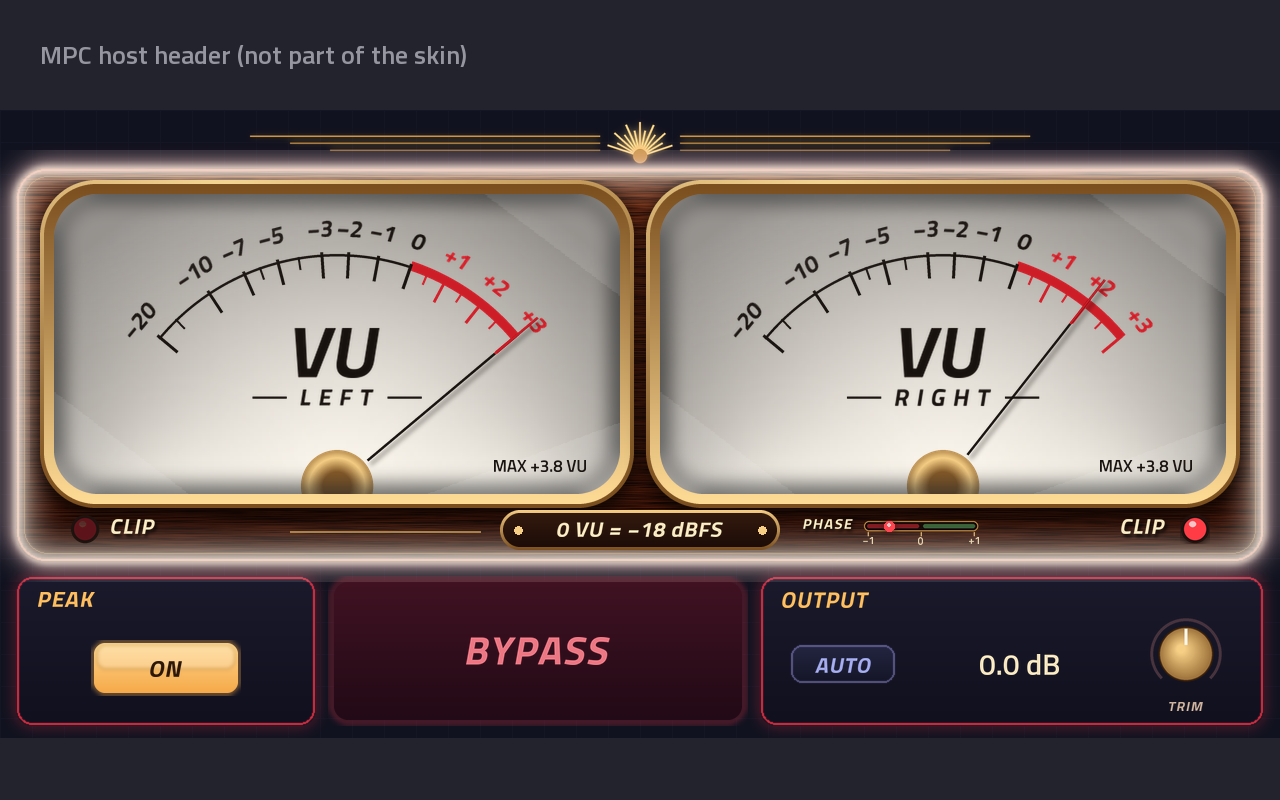 MPC host header (not part of the skin)
−20 −10 −7 −5 −3 −2 −1 0 +1 +2 +3
VU
LEFT
MAX +3.8 VU
−20 −10 −7 −5 −3 −2 −1 0 +1 +2 +3
VU
RIGHT
MAX +3.8 VU
CLIP
0 VU = −18 dBFS
PHASE
−1 0 +1
CLIP
PEAK
ON
BYPASS
OUTPUT
AUTO
0.0 dB
TRIM